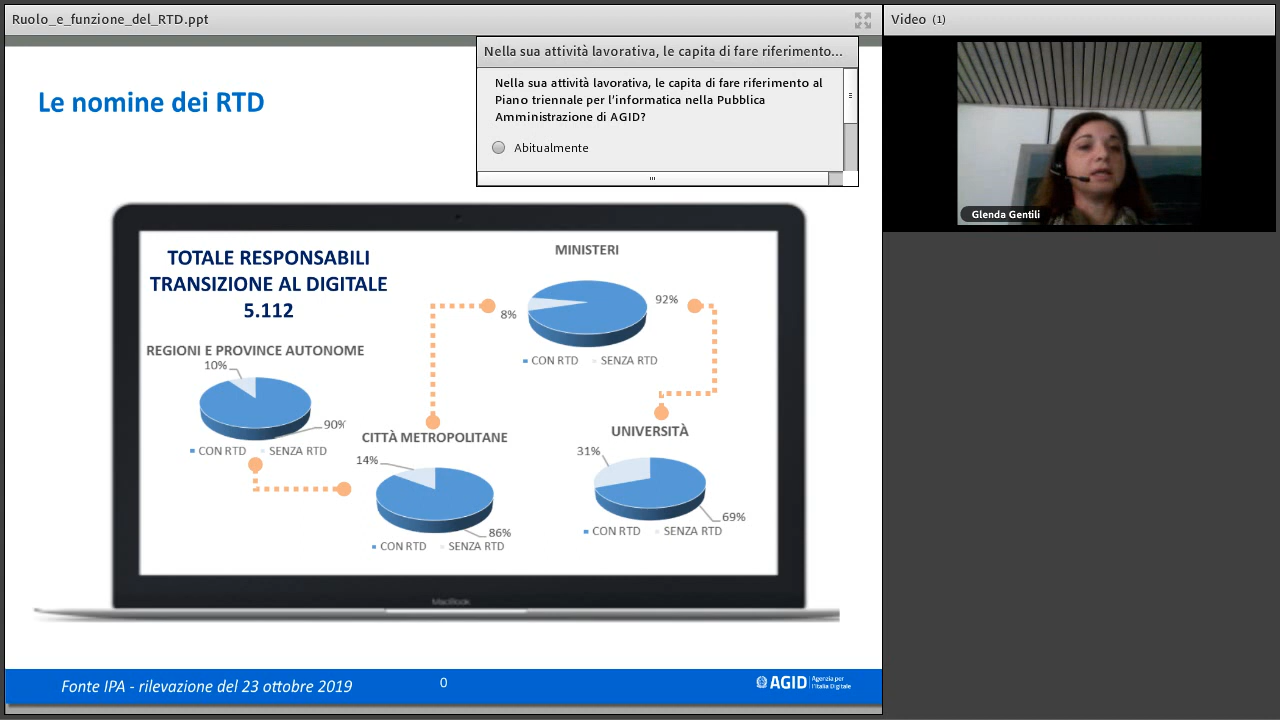 Ruolo_e_funzione_del_RTD.ppt
Video (1)
Nella sua attività lavorativa, le capita di fare riferimento...
Nella sua attività lavorativa, le capita di fare riferimento al
Piano triennale per l'informatica nella Pubblica
Amministrazione di AGID?
Abitualmente
Glenda Gentili
Le nomine dei RTD
TOTALE RESPONSABILI
TRANSIZIONE AL DIGITALE
5.112
MINISTERI
92%
8%
CON RTD SENZA RTD
REGIONI E PROVINCE AUTONOME
10%
90%
CON RTD SENZA RTD
CITTÀ METROPOLITANE
14%
86%
CON RTD SENZA RTD
UNIVERSITÀ
31%
69%
CON RTD SENZA RTD
MacBook
Fonte IPA - rilevazione del 23 ottobre 2019
0
AGID
Agenzia per
l'Italia Digitale